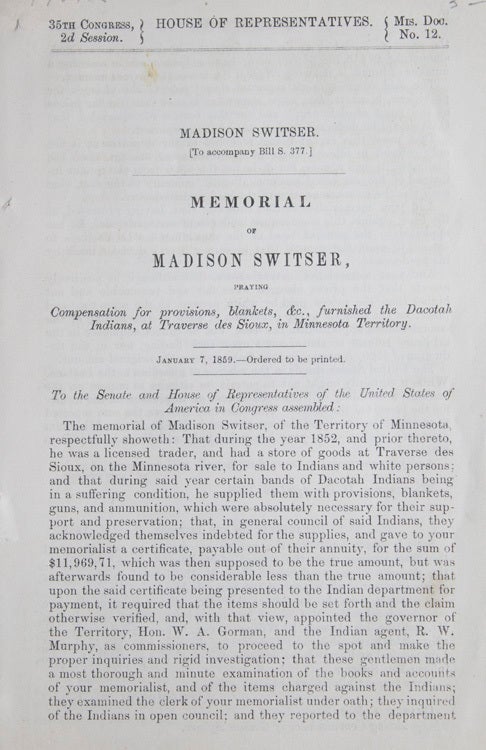 35TH CONGRESS, } HOUSE OF REPRESENTATIVES. { MIS. DOC.
2d Session. } { No. 12.
MADISON SWITSER.
[To accompany Bill S. 377.]
MEMORIAL
OF
MADISON SWITSER,
PRAYING
Compensation for provisions, blankets, &c., furnished the Dacotah
Indians, at Traverse des Sioux, in Minnesota Territory.
JANUARY 7, 1859.—Ordered to be printed.
To the Senate and House of Representatives of the United States of
America in Congress assembled:
The memorial of Madison Switser, of the Territory of Minnesota,
respectfully showeth: That during the year 1852, and prior thereto,
he was a licensed trader, and had a store of goods at Traverse des
Sioux, on the Minnesota river, for sale to Indians and white persons;
and that during said year certain bands of Dacotah Indians being
in a suffering condition, he supplied them with provisions, blankets,
guns, and ammunition, which were absolutely necessary for their sup-
port and preservation; that, in general council of said Indians, they
acknowledged themselves indebted for the supplies, and gave to your
memorialist a certificate, payable out of their annuity, for the sum of
$11,969,71, which was then supposed to be the true amount, but was
afterwards found to be considerable less than the true amount; that
upon the said certificate being presented to the Indian department for
payment, it required that the items should be set forth and the claim
otherwise verified, and, with that view, appointed the governor of
the Territory, Hon. W. A. Gorman, and the Indian agent, R. W.
Murphy, as commissioners, to proceed to the spot and make the
proper inquiries and rigid investigation; that these gentlemen made
a most thorough and minute examination of the books and accounts
of your memorialist, and of the items charged against the Indians;
they examined the clerk of your memorialist under oath; they inquired
of the Indians in open council; and they reported to the department